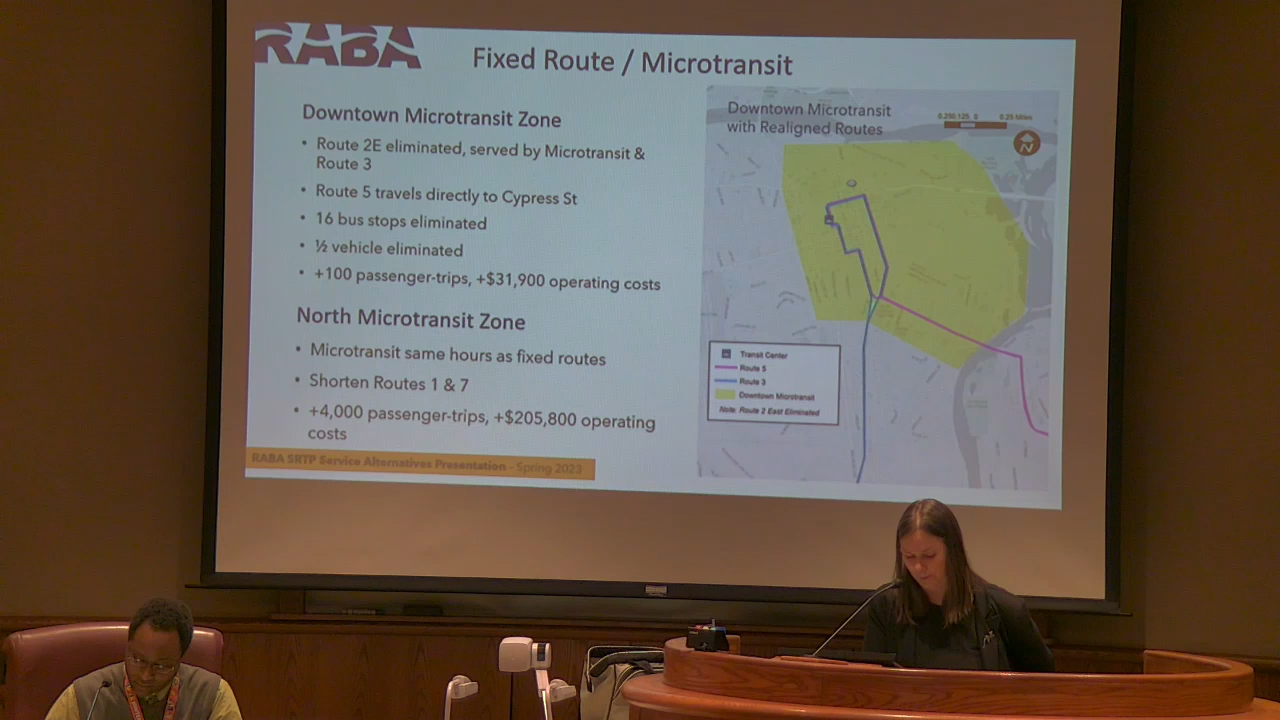 RABA
Fixed Route / Microtransit
Downtown Microtransit Zone
• Route 2E eliminated, served by Microtransit &
Route 3
• Route 5 travels directly to Cypress St
• 16 bus stops eliminated
• ½ vehicle eliminated
• +100 passenger-trips, +$31,900 operating costs
North Microtransit Zone
• Microtransit same hours as fixed routes
• Shorten Routes 1 & 7
• +4,000 passenger-trips, +$205,800 operating
costs
RABA SRTP Service Alternatives Presentation - Spring 2023
Downtown Microtransit
with Realigned Routes
0.25 Miles
N
Transit Center
Route 5
Route 3
Downtown Microtransit
Note: Route 2 East Eliminated